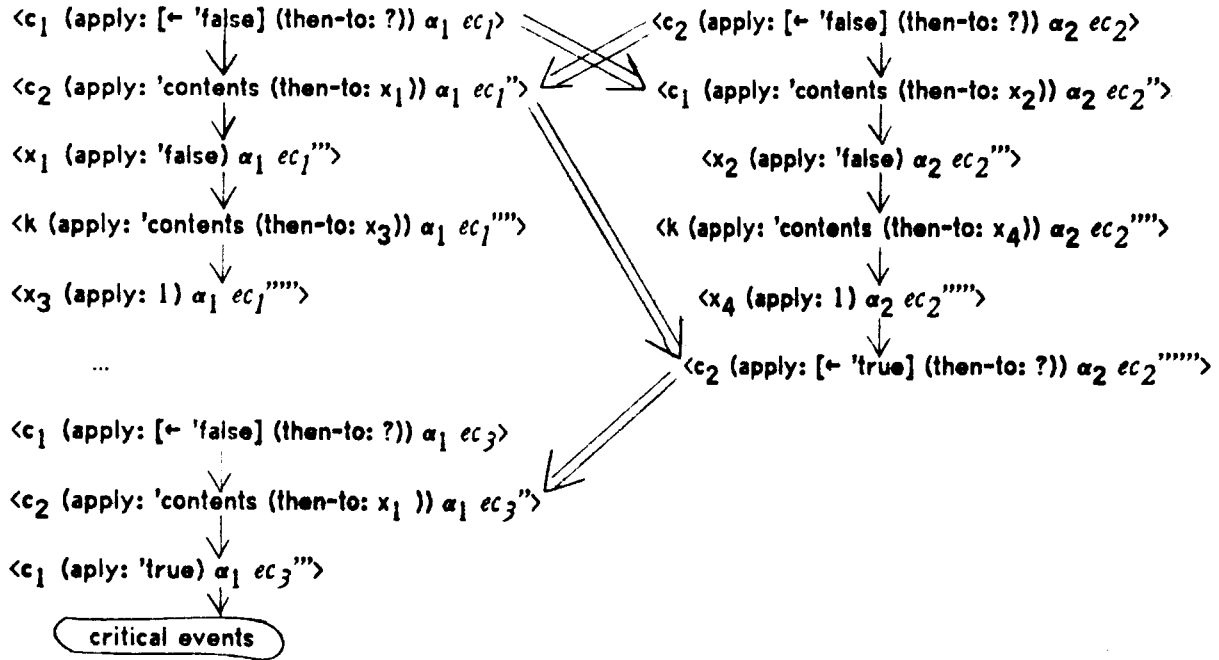 <c₁ (apply: [← 'false] (then-to: ?)) α₁ ec₁>
<c₂ (apply: 'contents (then-to: x₁)) α₁ ec₁''>
<x₁ (apply: 'false) α₁ ec₁'''>
<k (apply: 'contents (then-to: x₃)) α₁ ec₁''''>
<x₃ (apply: 1) α₁ ec₁'''''>
...
<c₁ (apply: [← 'false] (then-to: ?)) α₁ ec₃>
<c₂ (apply: 'contents (then-to: x₁ )) α₁ ec₃''>
<c₁ (aply: 'true) α₁ ec₃'''>
critical events
<c₂ (apply: [← 'false] (then-to: ?)) α₂ ec₂>
<c₁ (apply: 'contents (then-to: x₂)) α₂ ec₂''>
<x₂ (apply: 'false) α₂ ec₂'''>
<k (apply: 'contents (then-to: x₄)) α₂ ec₂''''>
<x₄ (apply: 1) α₂ ec₂'''''>
<c₂ (apply: [← 'true] (then-to: ?)) α₂ ec₂''''''>